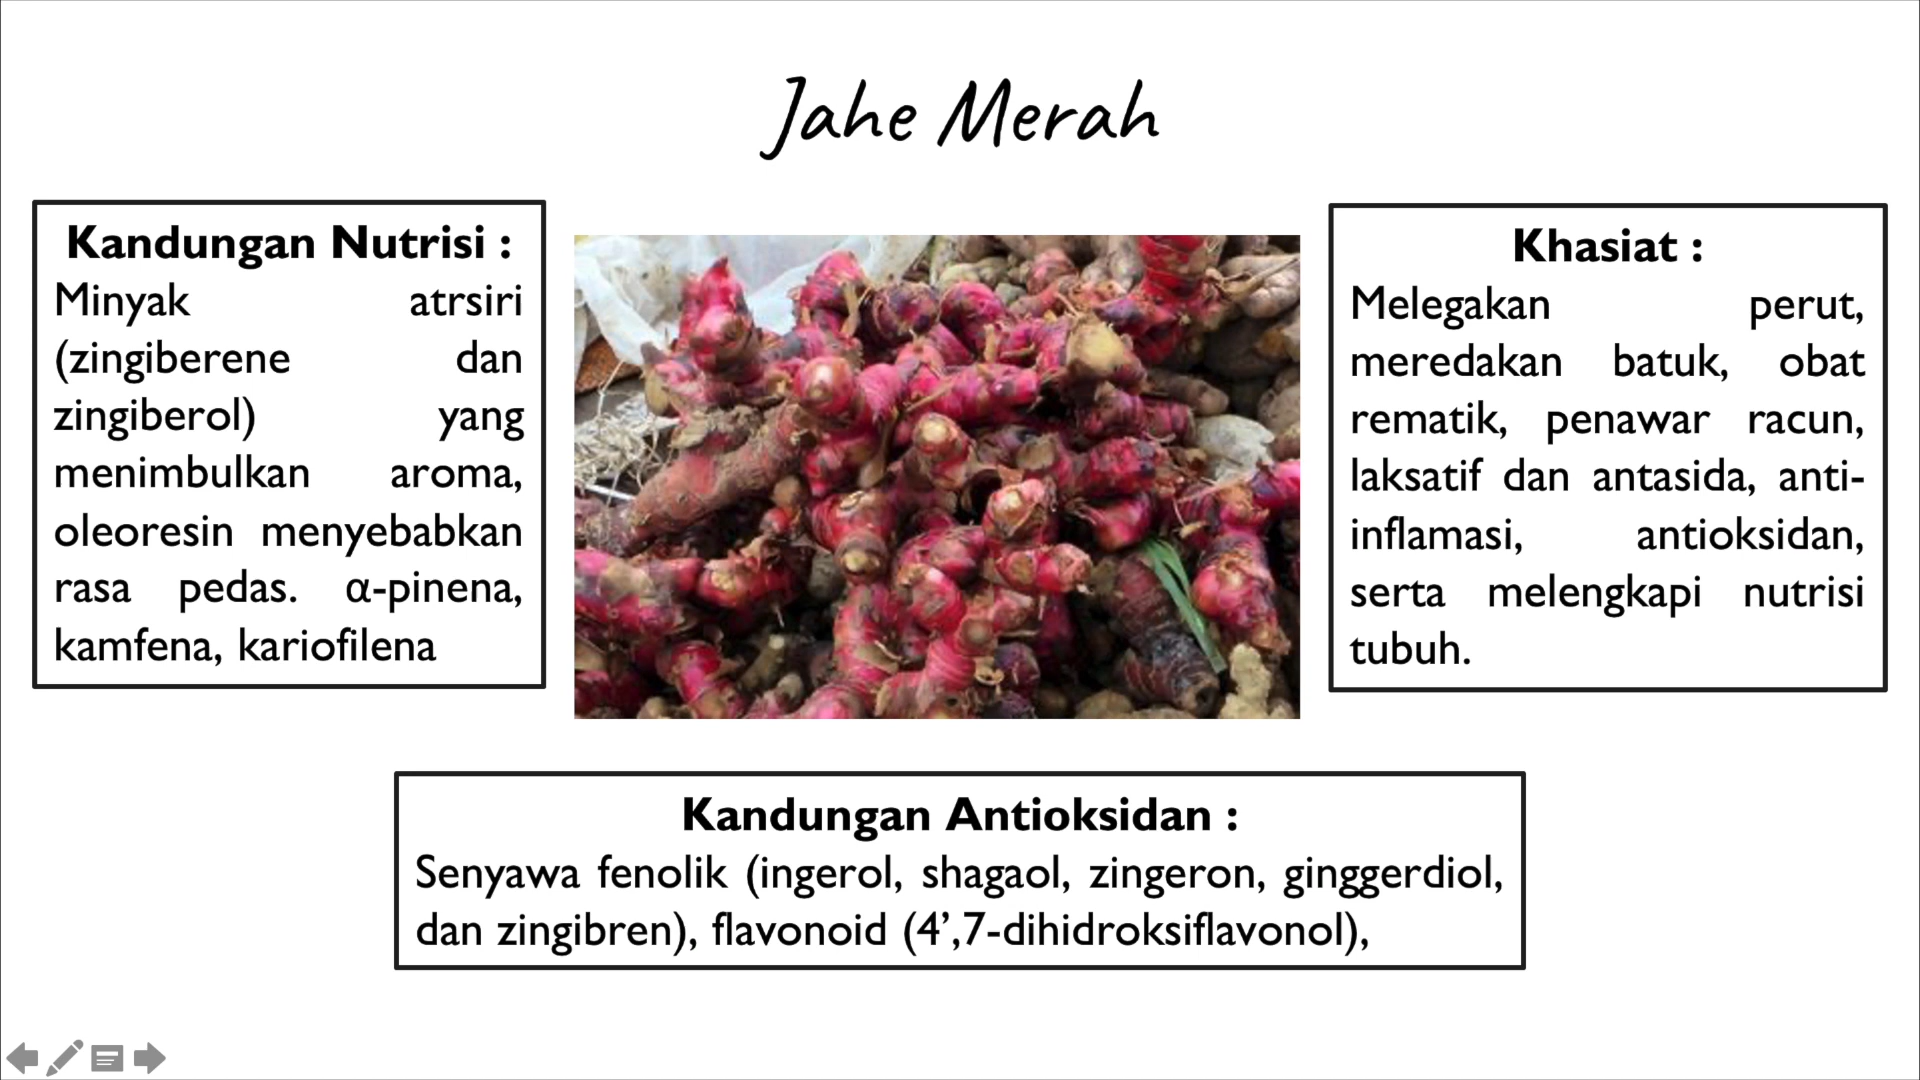 Jahe Merah
Kandungan Nutrisi :
Minyak atrsiri
(zingiberene dan
zingiberol) yang
menimbulkan aroma,
oleoresin menyebabkan
rasa pedas. α-pinena,
kamfena, kariofilena
Khasiat :
Melegakan perut,
meredakan batuk, obat
rematik, penawar racun,
laksatif dan antasida, anti-
inflamasi, antioksidan,
serta melengkapi nutrisi
tubuh.
Kandungan Antioksidan :
Senyawa fenolik (ingerol, shagaol, zingeron, ginggerdiol,
dan zingibren), flavonoid (4’,7-dihidroksiflavonol),